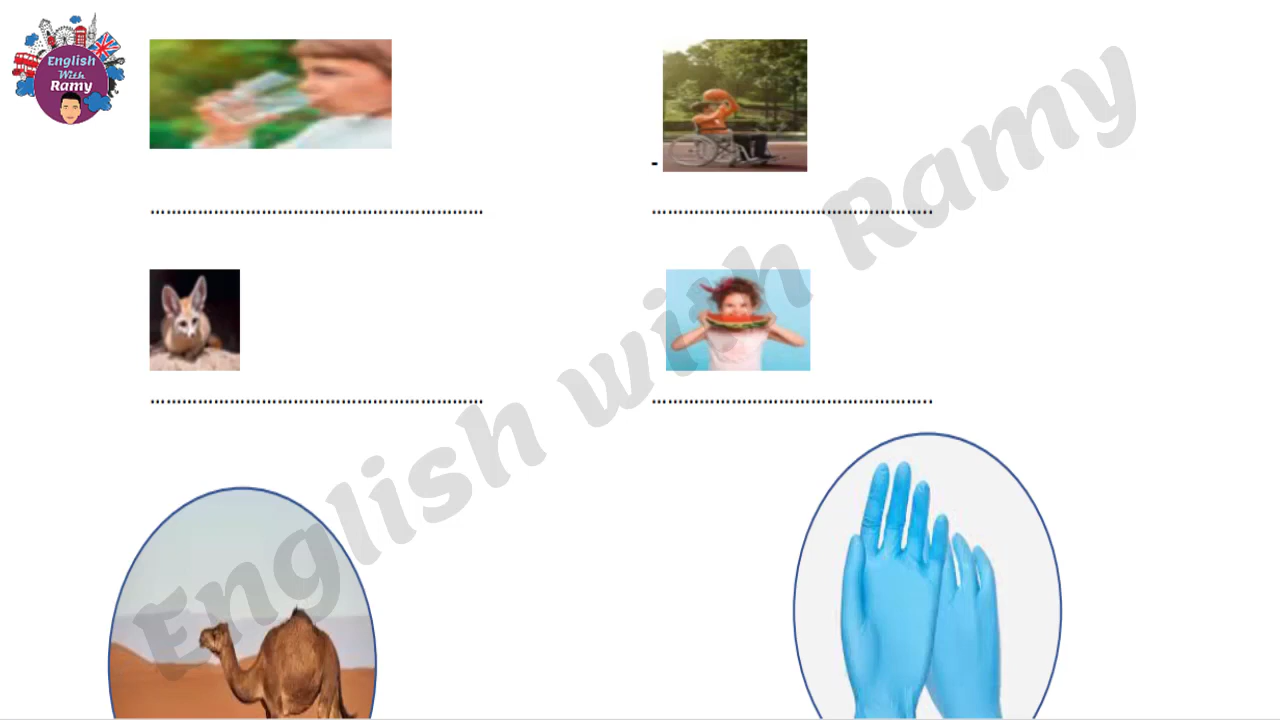 English
With
Ramy
-
........................................................
................................................
........................................................
................................................
English with Ramy